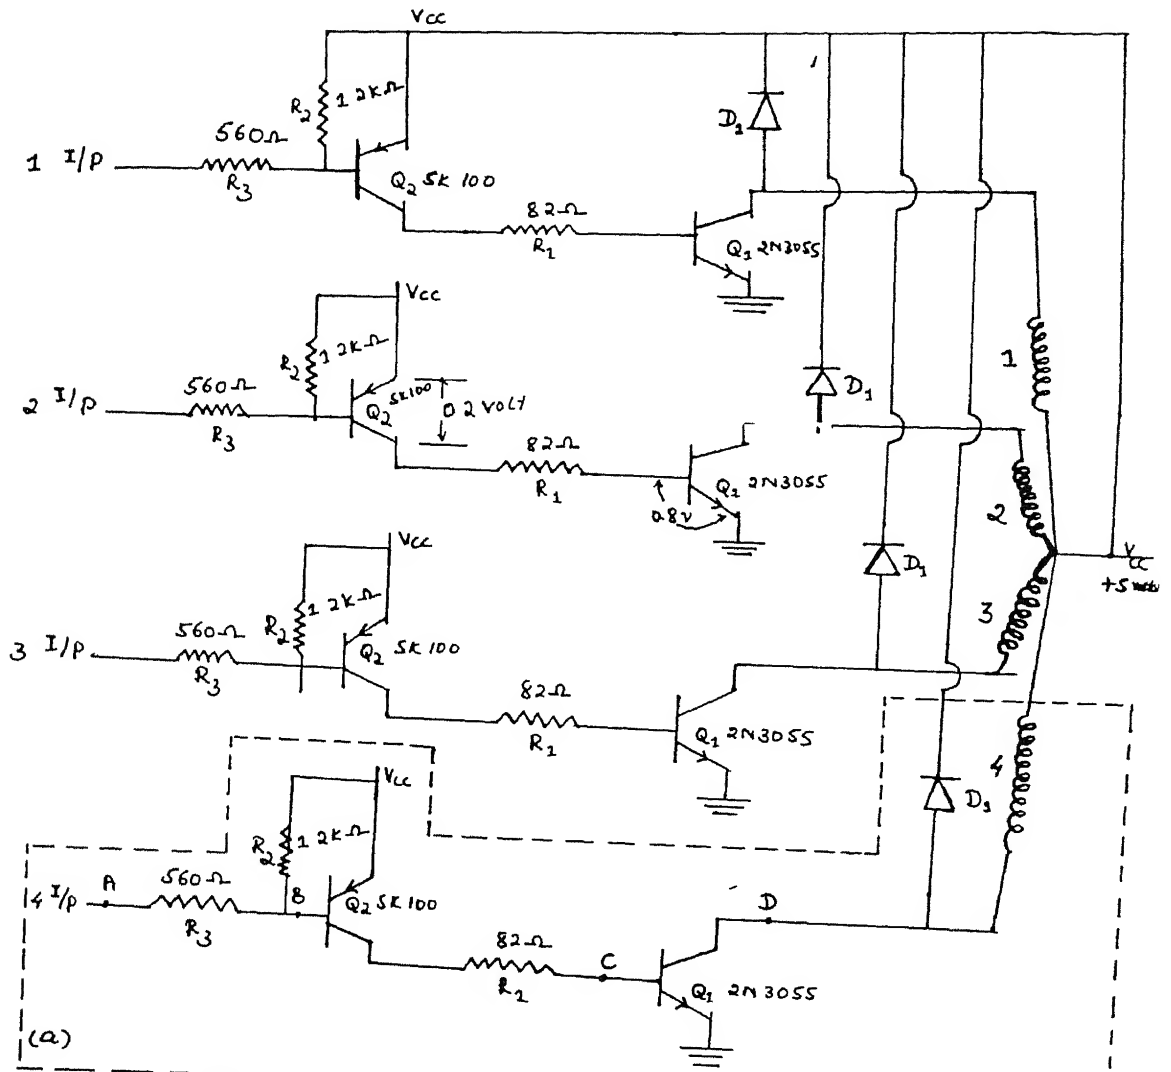 Vcc
R2 1 2KΩ
D1
560Ω
1 I/P
R3
Q2 SK 100
82Ω
R1
Q1 2N3055
Vcc
R2 1 2KΩ
1
560Ω
2 I/P
R3
Q2 SK100
0 2 VOLT
D1
82Ω
R1
Q1 2N3055
0.8V
2
Vcc
Vcc
R2 1 2KΩ
D1
+5
3
560Ω
3 I/P
R3
Q2 SK 100
82Ω
R1
Q1 2N3055
Vcc
R2 1 2KΩ
4
D1
560Ω
4 I/P A
R3
B
Q2 SK 100
D
82Ω
C
R1
Q1 2N3055
(a)